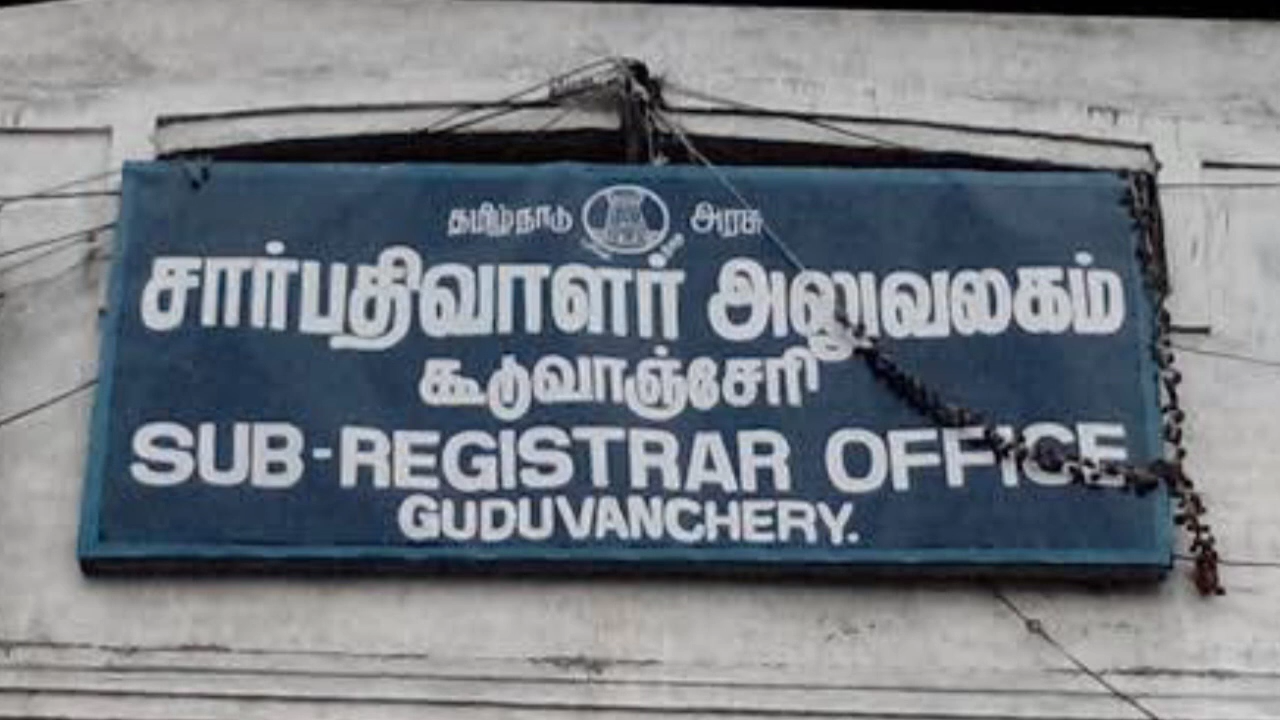 தமிழ்நாடு அரசு
சார்பதிவாளர் அலுவலகம்
கூடுவாஞ்சேரி
SUB-REGISTRAR OFFICE
GUDUVANCHERY.